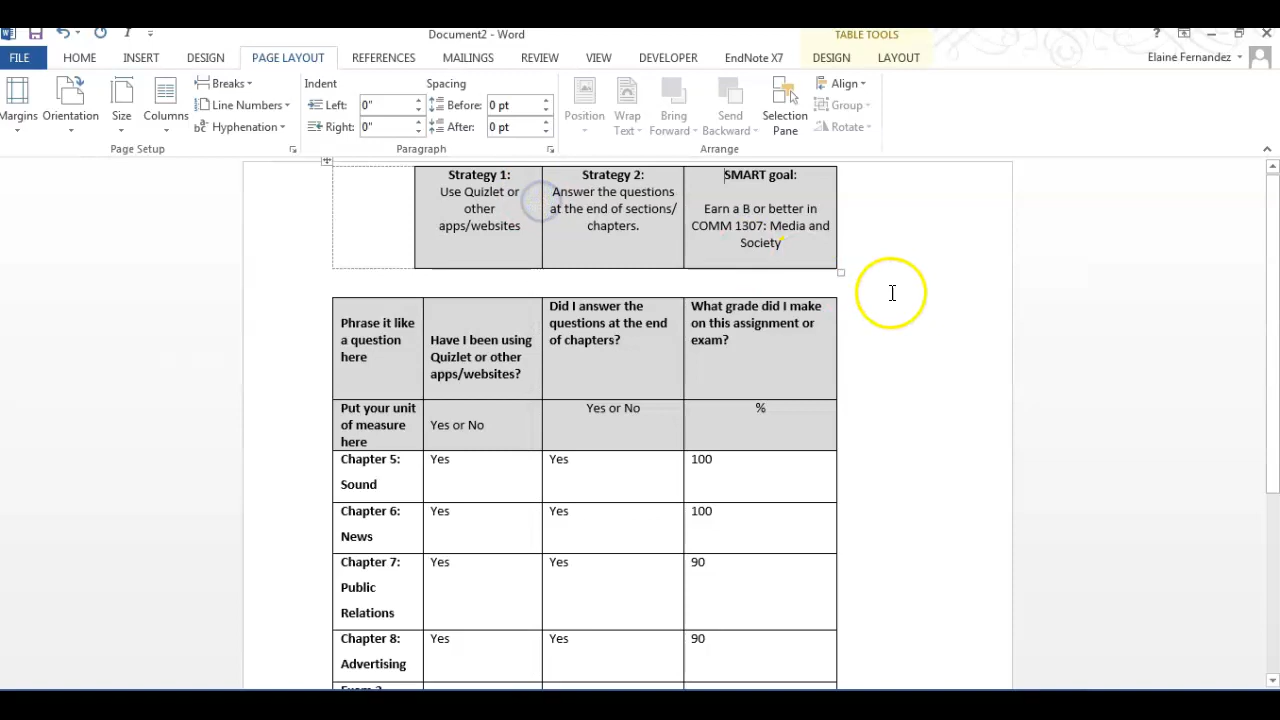 Document2 - Word
TABLE TOOLS
FILE
HOME
INSERT
DESIGN
PAGE LAYOUT
REFERENCES
MAILINGS
REVIEW
VIEW
DEVELOPER
EndNote X7
DESIGN
LAYOUT
Elaine Fernandez
Margins
Orientation
Size
Columns
Breaks
Line Numbers
Hyphenation
Page Setup
Indent
Left: 0"
Right: 0"
Spacing
Before: 0 pt
After: 0 pt
Paragraph
Position
Wrap
Text
Bring
Forward
Send
Backward
Selection
Pane
Align
Group
Rotate
Arrange
Strategy 1:
Use Quizlet or
other
apps/websites
Strategy 2:
Answer the questions
at the end of sections/
chapters.
SMART goal:
Earn a B or better in
COMM 1307: Media and
Society
Phrase it like
a question
here
Have I been using
Quizlet or other
apps/websites?
Did I answer the
questions at the end
of chapters?
What grade did I make
on this assignment or
exam?
Put your unit
of measure
here
Yes or No
Yes or No
%
Chapter 5:
Sound
Yes
Yes
100
Chapter 6:
News
Yes
Yes
100
Chapter 7:
Public
Relations
Yes
Yes
90
Chapter 8:
Advertising
Yes
Yes
90